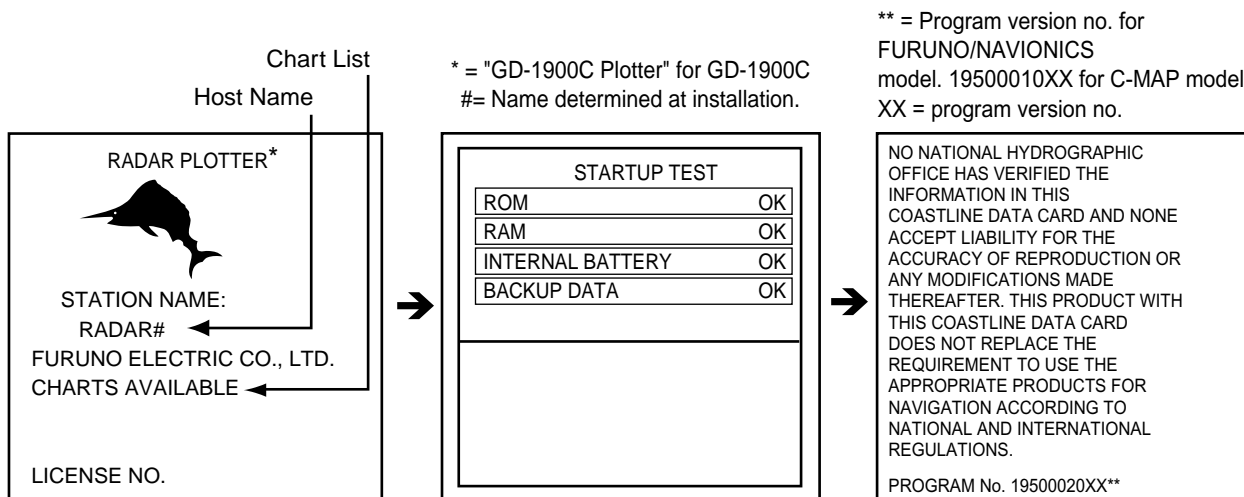 Chart List
Host Name
RADAR PLOTTER*
STATION NAME:
RADAR#
FURUNO ELECTRIC CO., LTD.
CHARTS AVAILABLE
LICENSE NO.
* = "GD-1900C Plotter" for GD-1900C
#= Name determined at installation.
STARTUP TEST
ROM OK
RAM OK
INTERNAL BATTERY OK
BACKUP DATA OK
** = Program version no. for
FURUNO/NAVIONICS
model. 19500010XX for C-MAP model
XX = program version no.
NO NATIONAL HYDROGRAPHIC
OFFICE HAS VERIFIED THE
INFORMATION IN THIS
COASTLINE DATA CARD AND NONE
ACCEPT LIABILITY FOR THE
ACCURACY OF REPRODUCTION OR
ANY MODIFICATIONS MADE
THEREAFTER. THIS PRODUCT WITH
THIS COASTLINE DATA CARD
DOES NOT REPLACE THE
REQUIREMENT TO USE THE
APPROPRIATE PRODUCTS FOR
NAVIGATION ACCORDING TO
NATIONAL AND INTERNATIONAL
REGULATIONS.
PROGRAM No. 19500020XX**